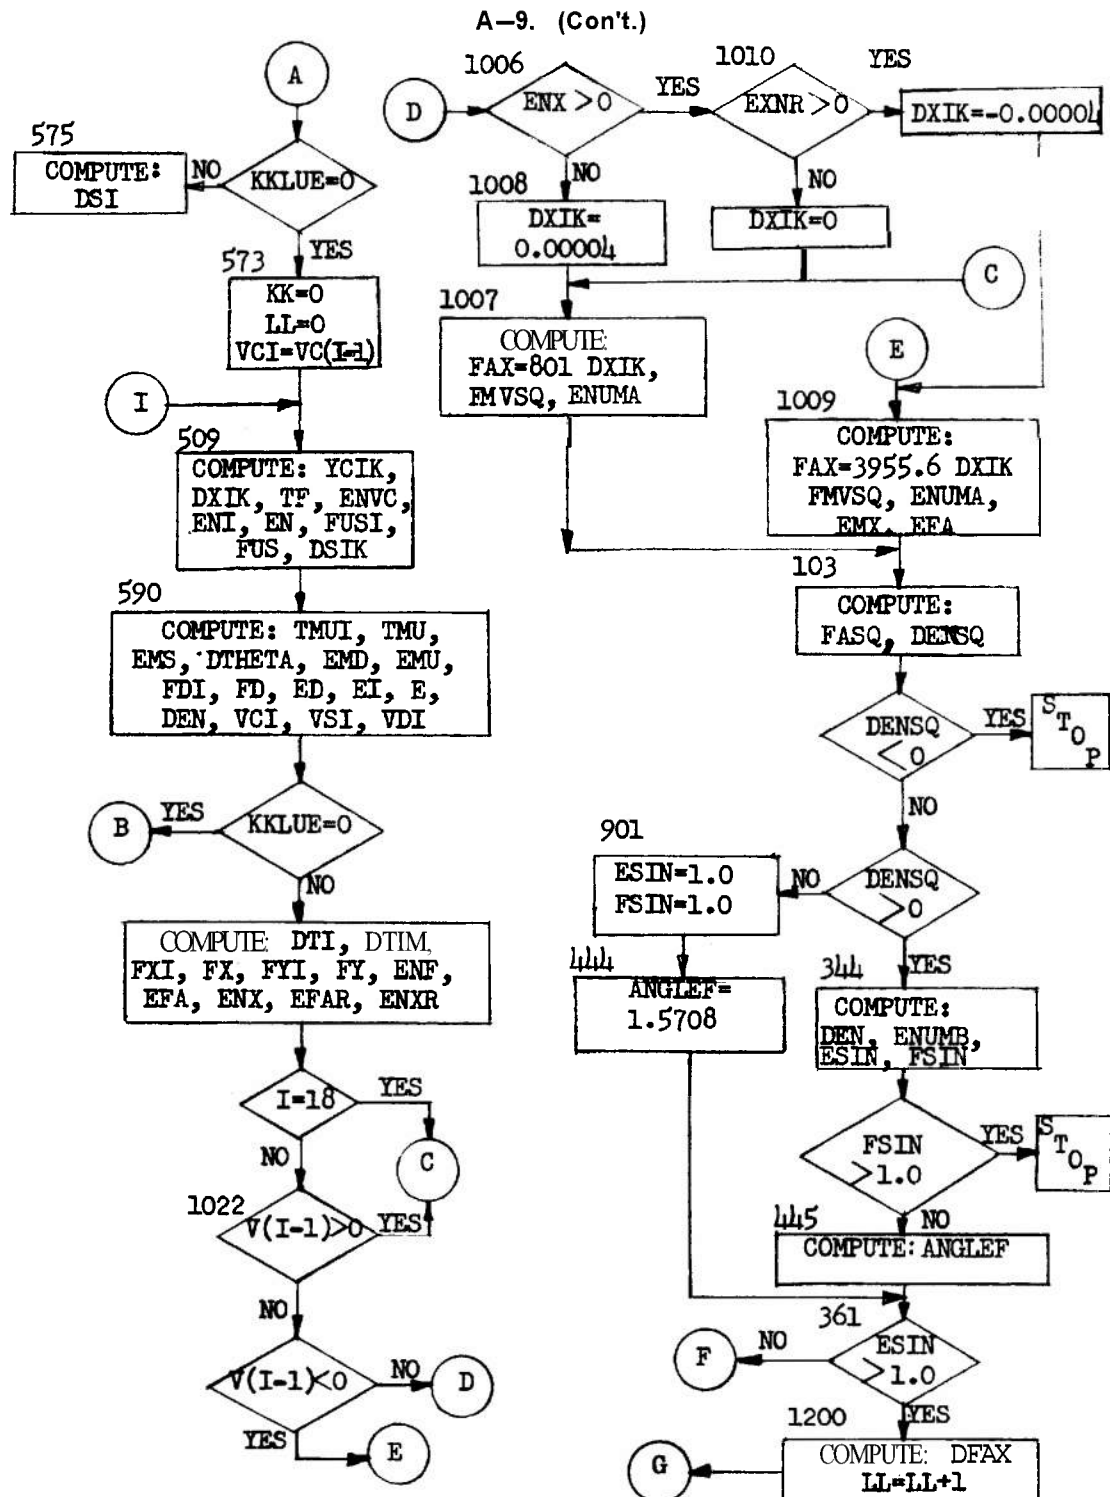 A—9. (Con't.)
A
575
COMPUTE:
DSI
NO
KKLUE=0
YES
573
KK=0
LL=0
VCI=VC(I-1)
I
509
COMPUTE: YCIK,
DXIK, TF, ENVC,
ENI, EN, FUSI,
FUS, DSIK
590
COMPUTE: TMUI, TMU,
EMS, DTHETA, EMD, EMU,
FDI, FD, ED, EI, E,
DEN, VCI, VSI, VDI
B
YES
KKLUE=0
NO
COMPUTE: DTI, DTIM,
FXI, FX, FYI, FY, ENF,
EFA, ENX, EFAR, ENXR
I=18
YES
NO
C
1022
V(I-1)>0
YES
NO
V(I-1)<0
NO
D
YES
E
D
1006
ENX >0
YES
1010
EXNR >0
YES
DXIK=-0.00004
NO
1008
DXIK=
0.00004
NO
DXIK=0
C
1007
COMPUTE:
FAX=801 DXIK,
FMVSQ, ENUMA
E
1009
COMPUTE:
FAX=3955.6 DXIK
FMVSQ, ENUMA,
EMX, EFA
103
COMPUTE:
FASQ, DENSQ
DENSQ
<0
YES
STOP
NO
901
ESIN=1.0
FSIN=1.0
NO
DENSQ
>0
YES
444
ANGLEF=
1.5708
344
COMPUTE:
DEN, ENUMB,
ESIN, FSIN
FSIN
>1.0
YES
STOP
NO
445
COMPUTE: ANGLEF
361
F
NO
ESIN
>1.0
YES
1200
G
COMPUTE: DFAX
LL=LL+1